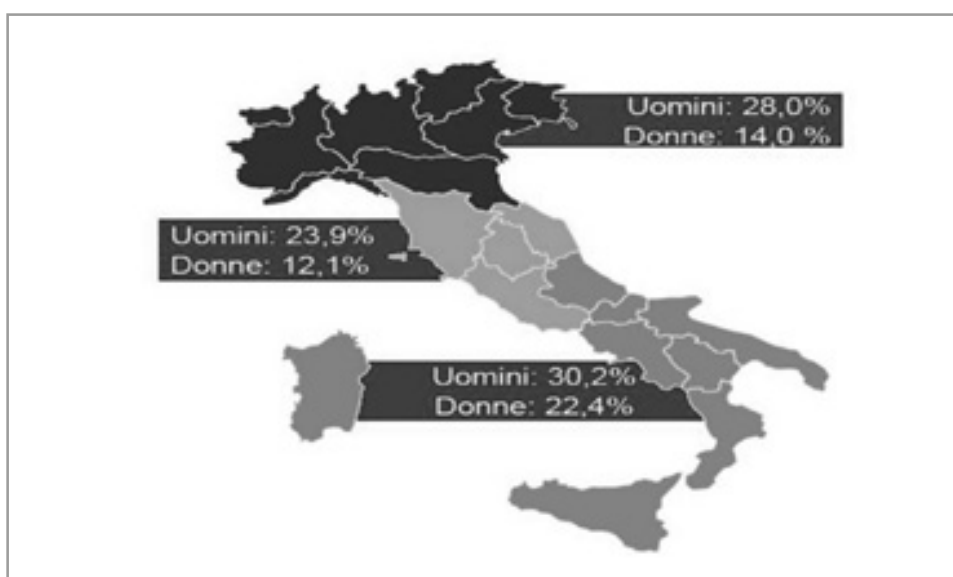 Uomini: 28,0%
Donne: 14,0 %
Uomini: 23,9%
Donne: 12,1%
Uomini: 30,2%
Donne: 22,4%